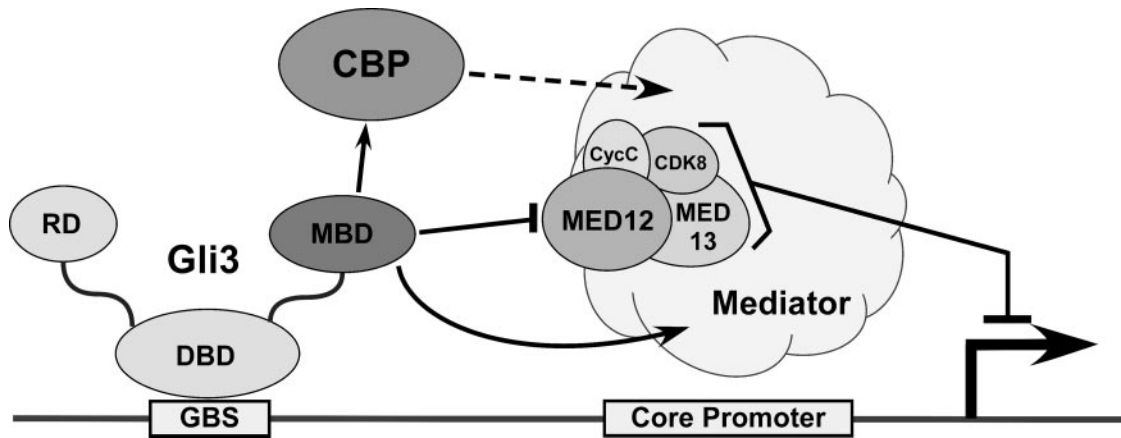 CBP
CycC
CDK8
RD
MBD
MED12
MED
13
Gli3
Mediator
DBD
GBS
Core Promoter